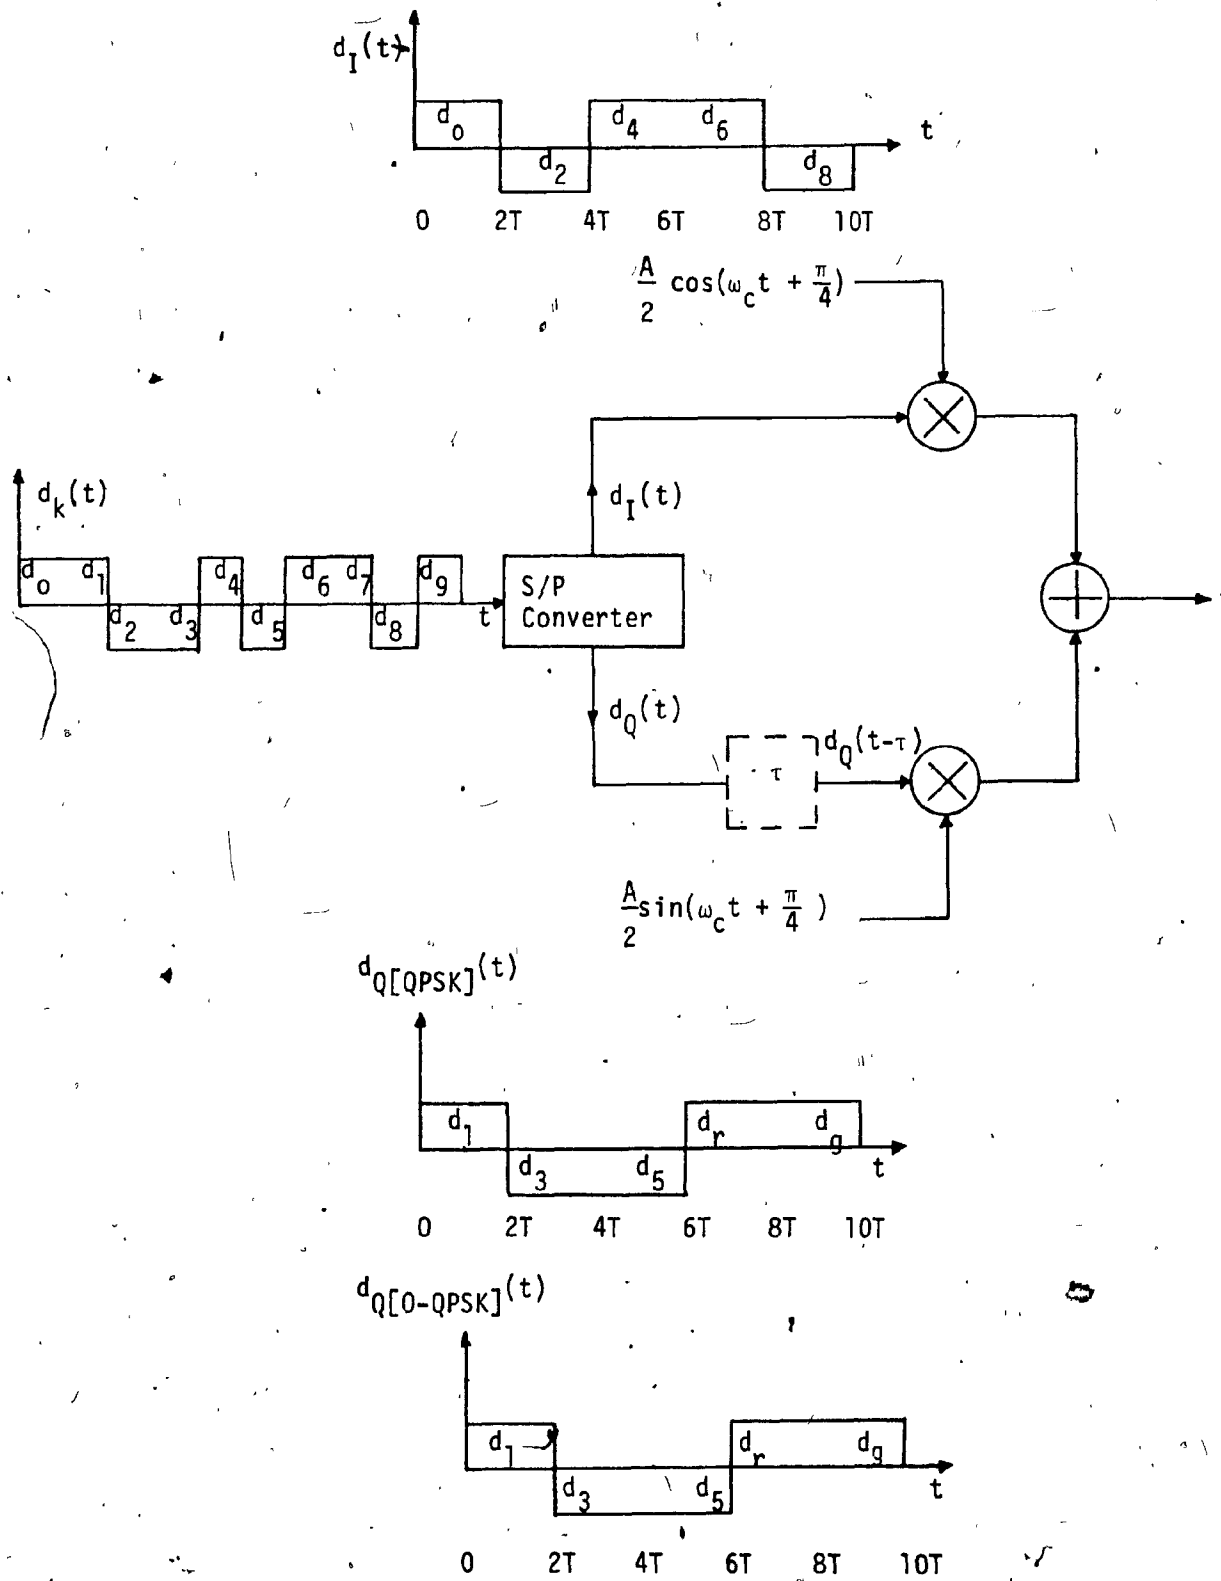 d_I(t)
d_o d_4 d_6 t
d_2 d_8
0 2T 4T 6T 8T 10T
A/2 cos(ω_c t + π/4)
d_k(t)
d_I(t)
d_o d_1 d_4 d_6 d_7 d_9
d_2 d_3 d_5 d_8 t
S/P
Converter
d_Q(t)
τ
d_Q(t-τ)
A/2 sin(ω_c t + π/4 )
d_Q[QPSK](t)
d_1 d_r d_g
d_3 d_5 t
0 2T 4T 6T 8T 10T
d_Q[O-QPSK](t)
d_1 d_r d_g
d_3 d_5 t
0 2T 4T 6T 8T 10T